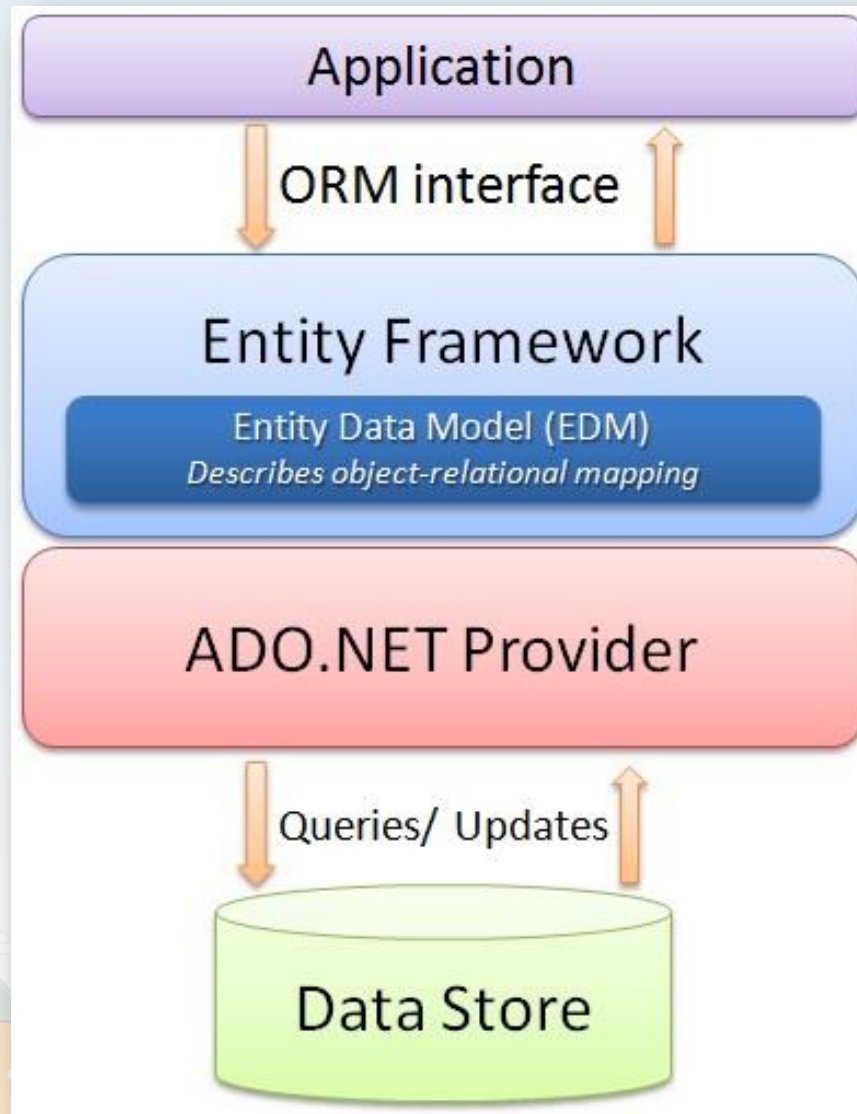 Application
ORM interface
Entity Framework
Entity Data Model (EDM)
Describes object-relational mapping
ADO.NET Provider
Queries/ Updates
Data Store